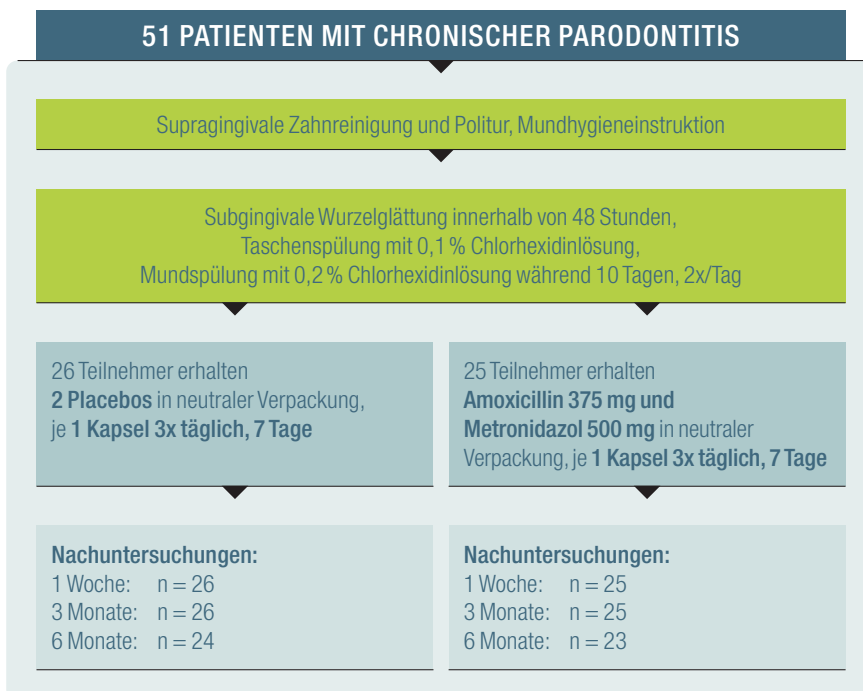 51 PATIENTEN MIT CHRONISCHER PARODONTITIS
Supragingivale Zahnreinigung und Politur, Mundhygieneinstruktion
Subgingivale Wurzelglättung innerhalb von 48 Stunden,
Taschenspülung mit 0,1 % Chlorhexidinlösung,
Mundspülung mit 0,2 % Chlorhexidinlösung während 10 Tagen, 2x/Tag
26 Teilnehmer erhalten
2 Placebos in neutraler Verpackung,
je 1 Kapsel 3x täglich, 7 Tage
25 Teilnehmer erhalten
Amoxicillin 375 mg und
Metronidazol 500 mg in neutraler
Verpackung, je 1 Kapsel 3x täglich, 7 Tage
Nachuntersuchungen:
1 Woche: n = 26
3 Monate: n = 26
6 Monate: n = 24
Nachuntersuchungen:
1 Woche: n = 25
3 Monate: n = 25
6 Monate: n = 23